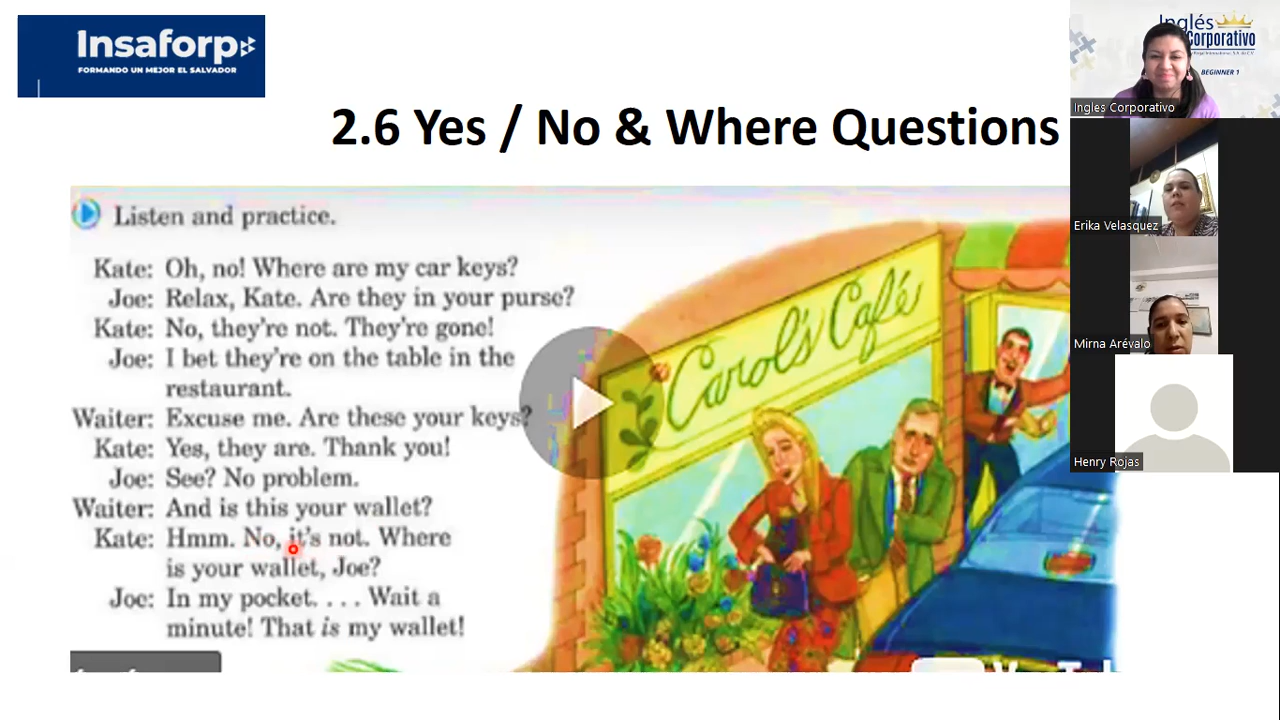 Insaforp
FORMANDO UN MEJOR EL SALVADOR
2.6 Yes / No & Where Questions
Listen and practice.
Kate: Oh, no! Where are my car keys?
Joe: Relax, Kate. Are they in your purse?
Kate: No, they're not. They're gone!
Joe: I bet they're on the table in the
restaurant.
Waiter: Excuse me. Are these your keys?
Kate: Yes, they are. Thank you!
Joe: See? No problem.
Waiter: And is this your wallet?
Kate: Hmm. No, it's not. Where
is your wallet, Joe?
Joe: In my pocket. . . . Wait a
minute! That is my wallet!
Carol's Café
Inglés
Corporativo
BEGINNER 1
Ingles Corporativo
Erika Velasquez
Mirna Arévalo
Henry Rojas